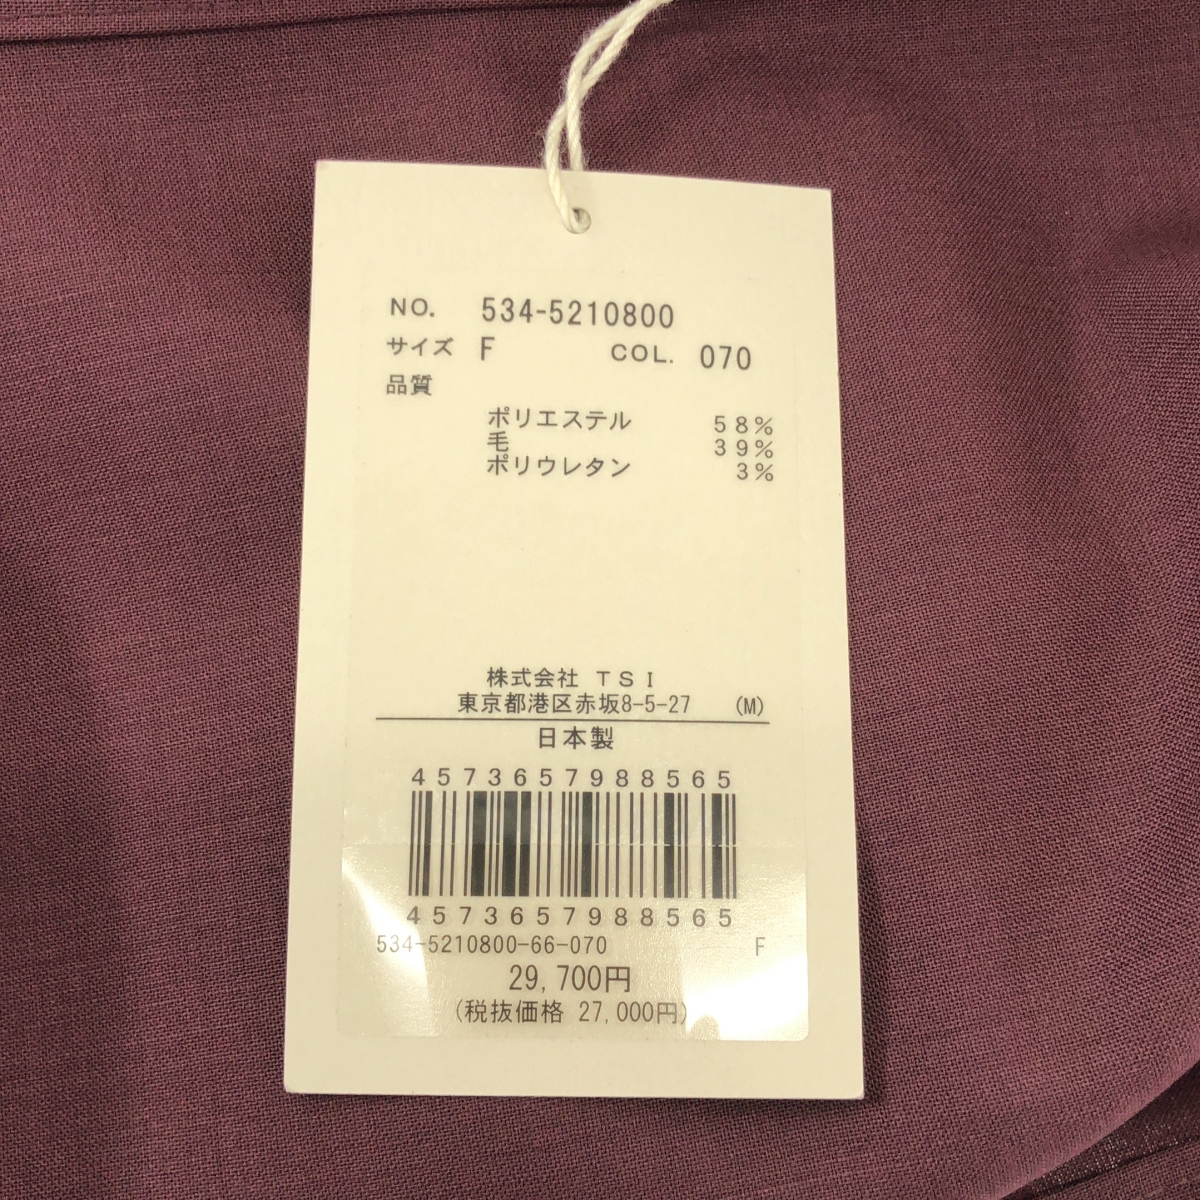 NO. 534-5210800
サイズ F COL. 070
品質
ポリエステル 58%
毛 39%
ポリウレタン 3%
株式会社 TSI
東京都港区赤坂8-5-27 (M)
日本製
4573657988565
4573657988565
534-5210800-66-070 F
29,700円
(税抜価格 27,000円)